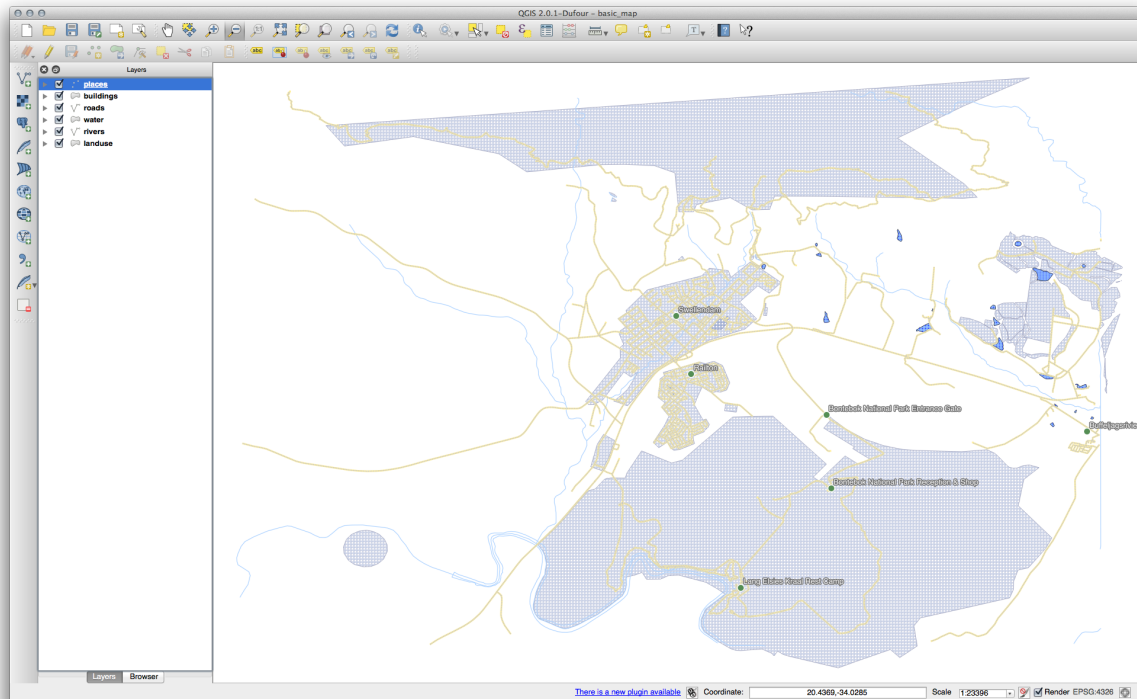 QGIS 2.0.1-Dufour – basic_map
Layers
places
buildings
roads
water
rivers
landuse
Swellendam
Railton
Bontebok National Park Entrance Gate
Bontebok National Park Reception & Shop
Lang Elsies Kraal Rest Camp
Layers
Browser
There is a new plugin available
Coordinate:
20.4369,-34.0285
Scale
1:23396
Render
EPSG:4326